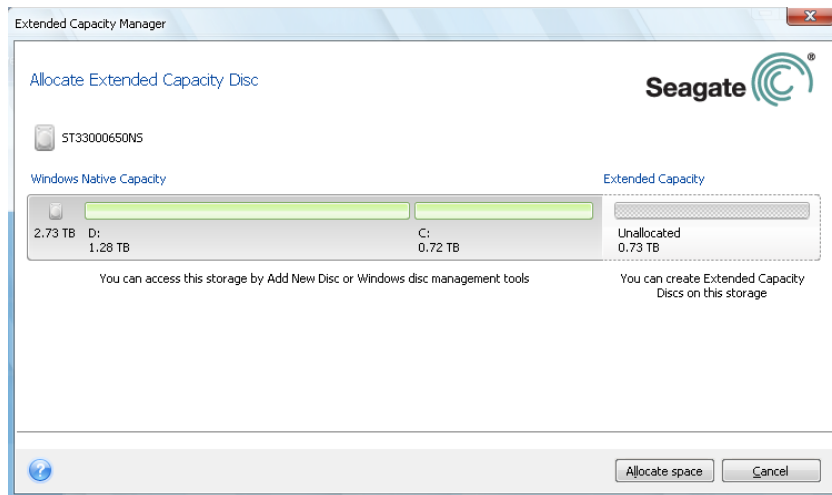 Extended Capacity Manager
Allocate Extended Capacity Disc
Seagate®
ST33000650NS
Windows Native Capacity
Extended Capacity
2.73 TB
D:
1.28 TB
C:
0.72 TB
Unallocated
0.73 TB
You can access this storage by Add New Disc or Windows disc management tools
You can create Extended Capacity
Discs on this storage
?
Allocate space
Cancel